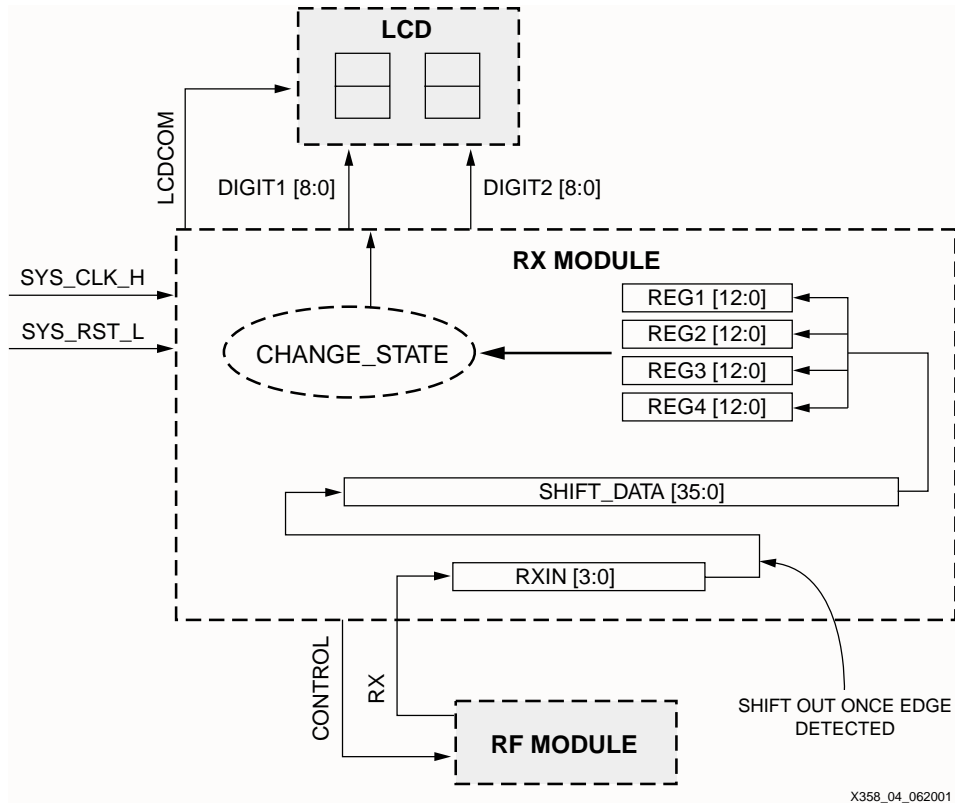 LCD
LCDCOM
DIGIT1 [8:0]
DIGIT2 [8:0]
RX MODULE
SYS_CLK_H
SYS_RST_L
REG1 [12:0]
REG2 [12:0]
REG3 [12:0]
REG4 [12:0]
CHANGE_STATE
SHIFT_DATA [35:0]
RXIN [3:0]
CONTROL
RX
SHIFT OUT ONCE EDGE
DETECTED
RF MODULE
X358_04_062001